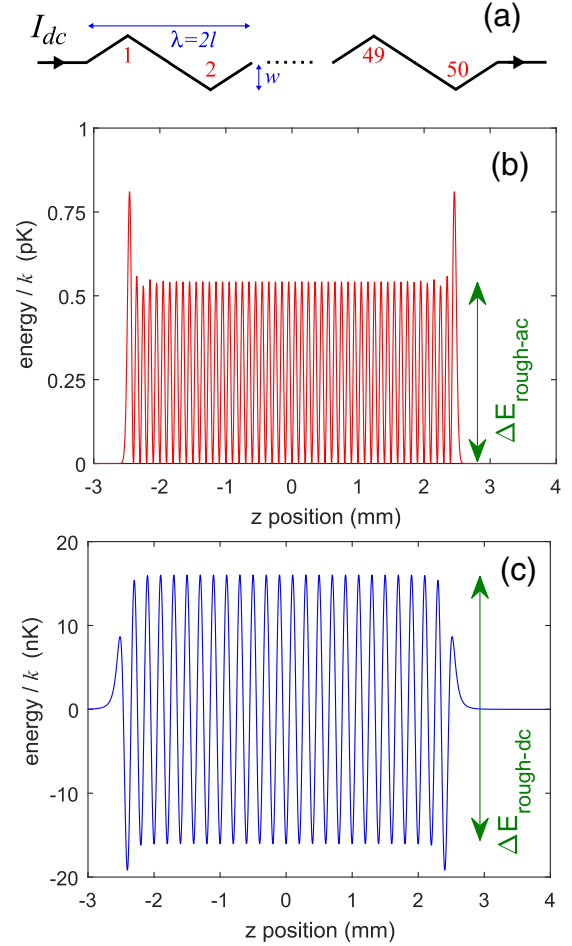 (a)
I_dc
λ=2l
1
2
w
49
50
(b)
energy / k (pK)
1
0.75
0.5
0.25
0
ΔE_rough-ac
-3 -2 -1 0 1 2 3 4
z position (mm)
(c)
energy / k (nK)
20
10
0
-10
-20
ΔE_rough-dc
-3 -2 -1 0 1 2 3 4
z position (mm)